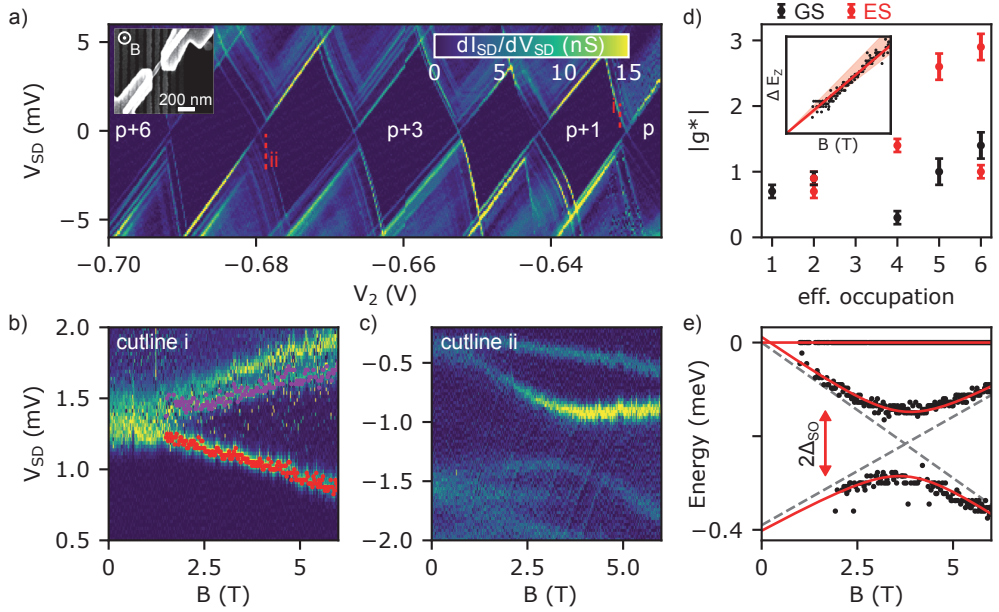 a)
B
200 nm
dI_SD/dV_SD (nS)
0 5 10 15
p+6
p+3
p+1
p
i
ii
V_SD (mV)
5
0
−5
−0.70 −0.68 −0.66 −0.64
V_2 (V)
d)
GS ES
3
2
1
0
|g*|
Δ E_Z
B (T)
1 2 3 4 5 6
eff. occupation
b)
cutline i
V_SD (mV)
2.0
1.5
1.0
0.5
0 2.5 5.0
B (T)
c)
cutline ii
−0.0
−0.5
−1.0
−1.5
−2.0
0 2.5 5.0
B (T)
e)
Energy (meV)
0
−0.4
2Δ_SO
0 5
B (T)